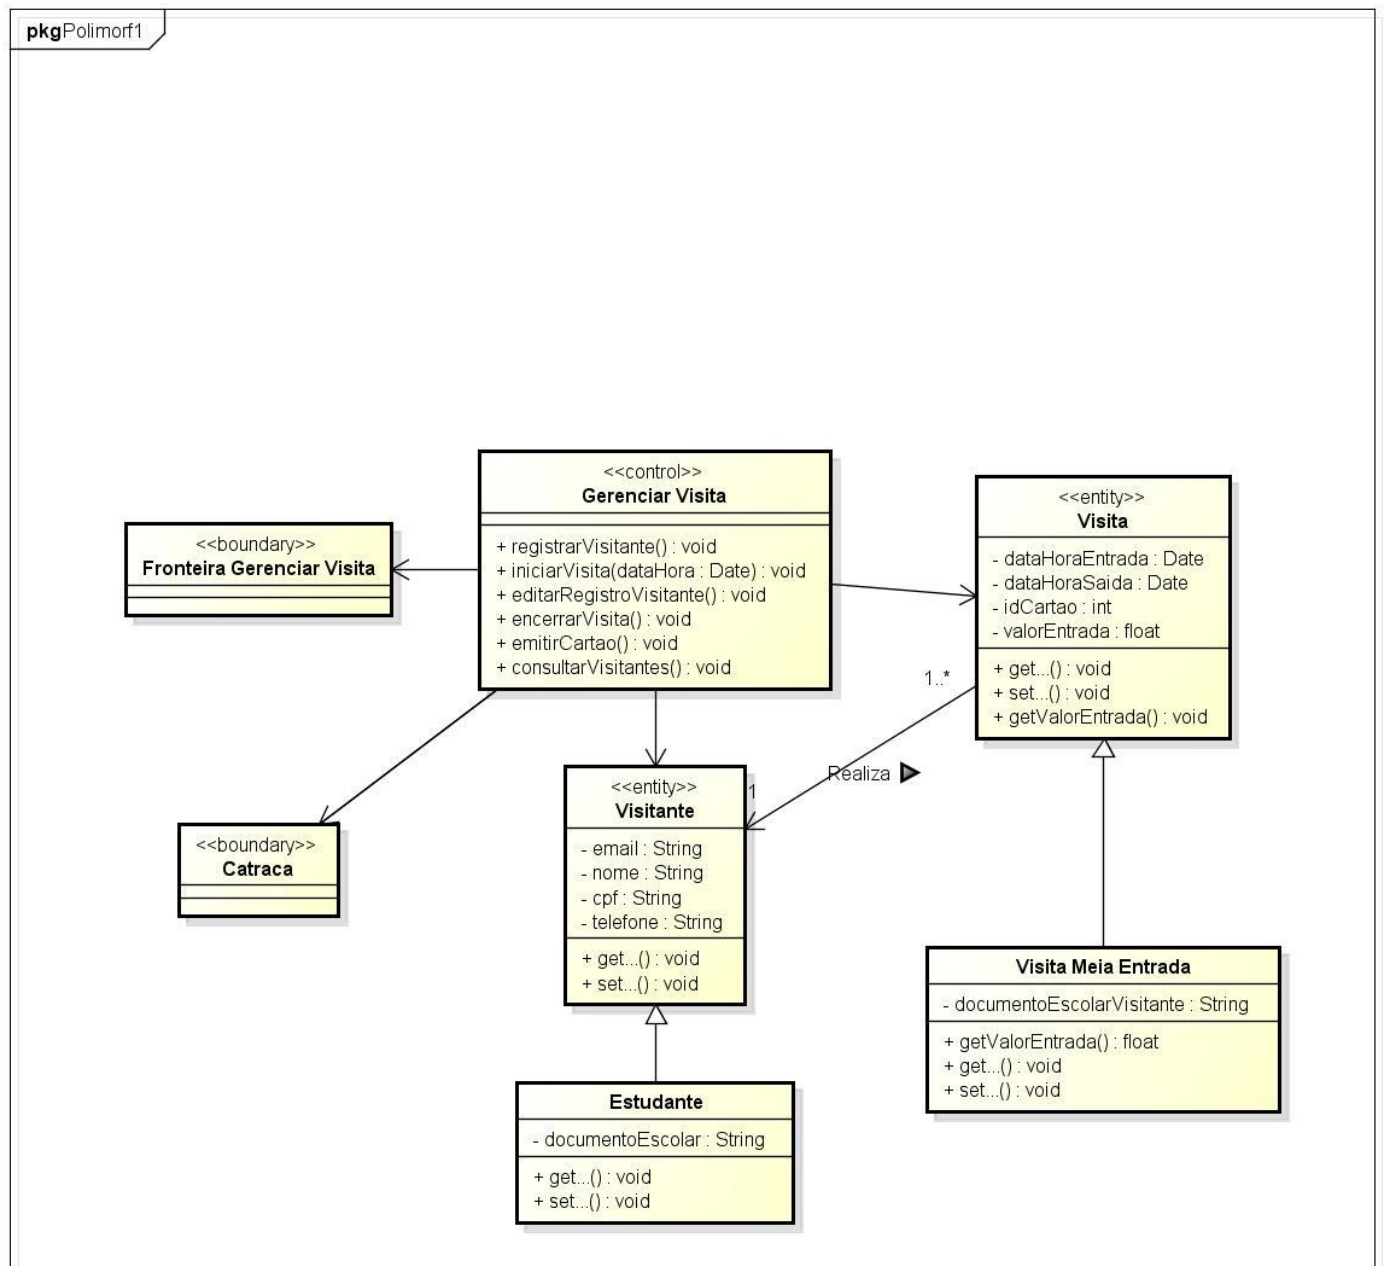 pkg Polimorf1
<<control>>
Gerenciar Visita
+ registrarVisitante() : void
+ iniciarVisita(dataHora : Date) : void
+ editarRegistroVisitante() : void
+ encerrarVisita() : void
+ emitirCartao() : void
+ consultarVisitantes() : void
<<boundary>>
Fronteira Gerenciar Visita
<<entity>>
Visita
- dataHoraEntrada : Date
- dataHoraSaida : Date
- idCartao : int
- valorEntrada : float
+ get...() : void
+ set...() : void
+ getValorEntrada() : void
1..*
Realiza
1
<<boundary>>
Catraca
<<entity>>
Visitante
- email : String
- nome : String
- cpf : String
- telefone : String
+ get...() : void
+ set...() : void
Visita Meia Entrada
- documentoEscolarVisitante : String
+ getValorEntrada() : float
+ get...() : void
+ set...() : void
Estudante
- documentoEscolar : String
+ get...() : void
+ set...() : void